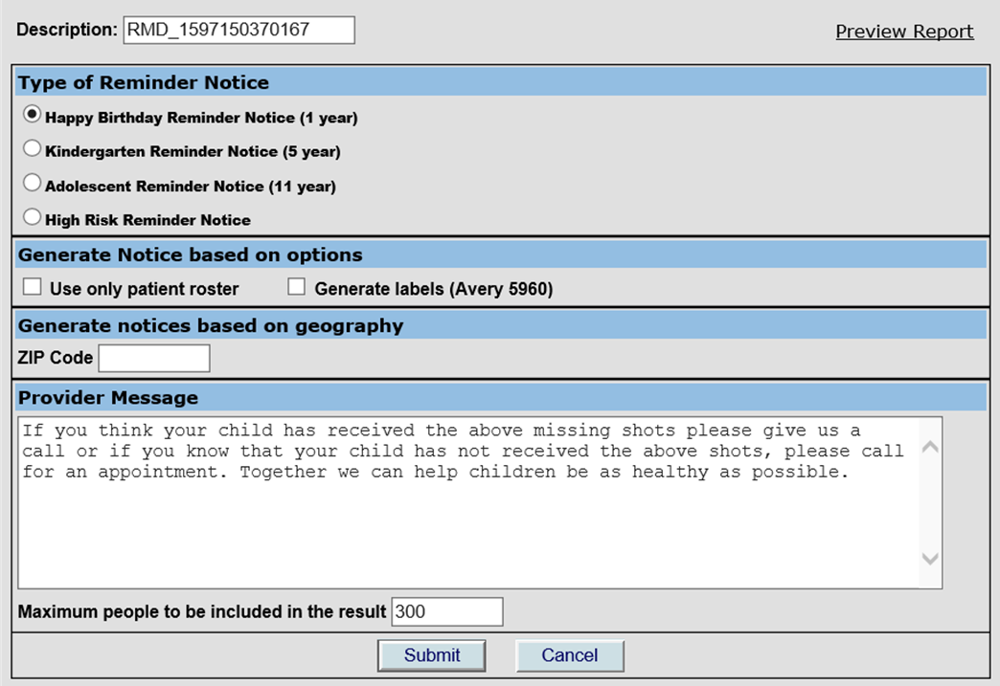 Description: RMD_1597150370167
Preview Report
Type of Reminder Notice
Happy Birthday Reminder Notice (1 year)
Kindergarten Reminder Notice (5 year)
Adolescent Reminder Notice (11 year)
High Risk Reminder Notice
Generate Notice based on options
Use only patient roster Generate labels (Avery 5960)
Generate notices based on geography
ZIP Code
Provider Message
If you think your child has received the above missing shots please give us a
call or if you know that your child has not received the above shots, please call
for an appointment. Together we can help children be as healthy as possible.
Maximum people to be included in the result 300
Submit Cancel